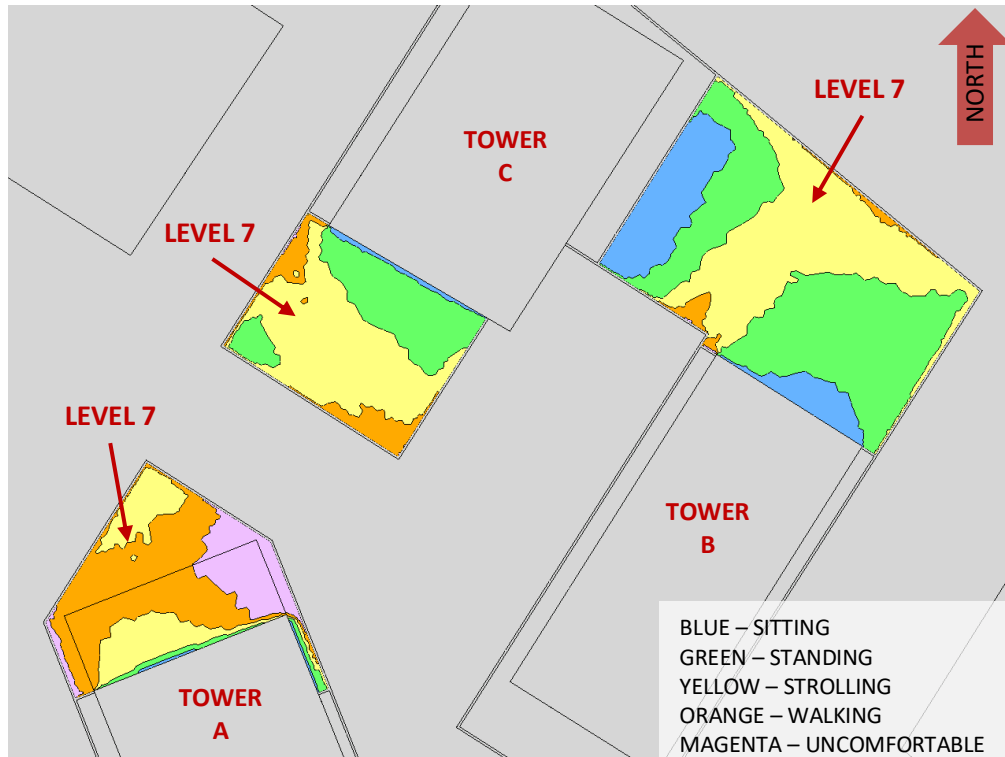 NORTH
LEVEL 7
TOWER
C
LEVEL 7
LEVEL 7
TOWER
B
TOWER
A
BLUE – SITTING
GREEN – STANDING
YELLOW – STROLLING
ORANGE – WALKING
MAGENTA – UNCOMFORTABLE